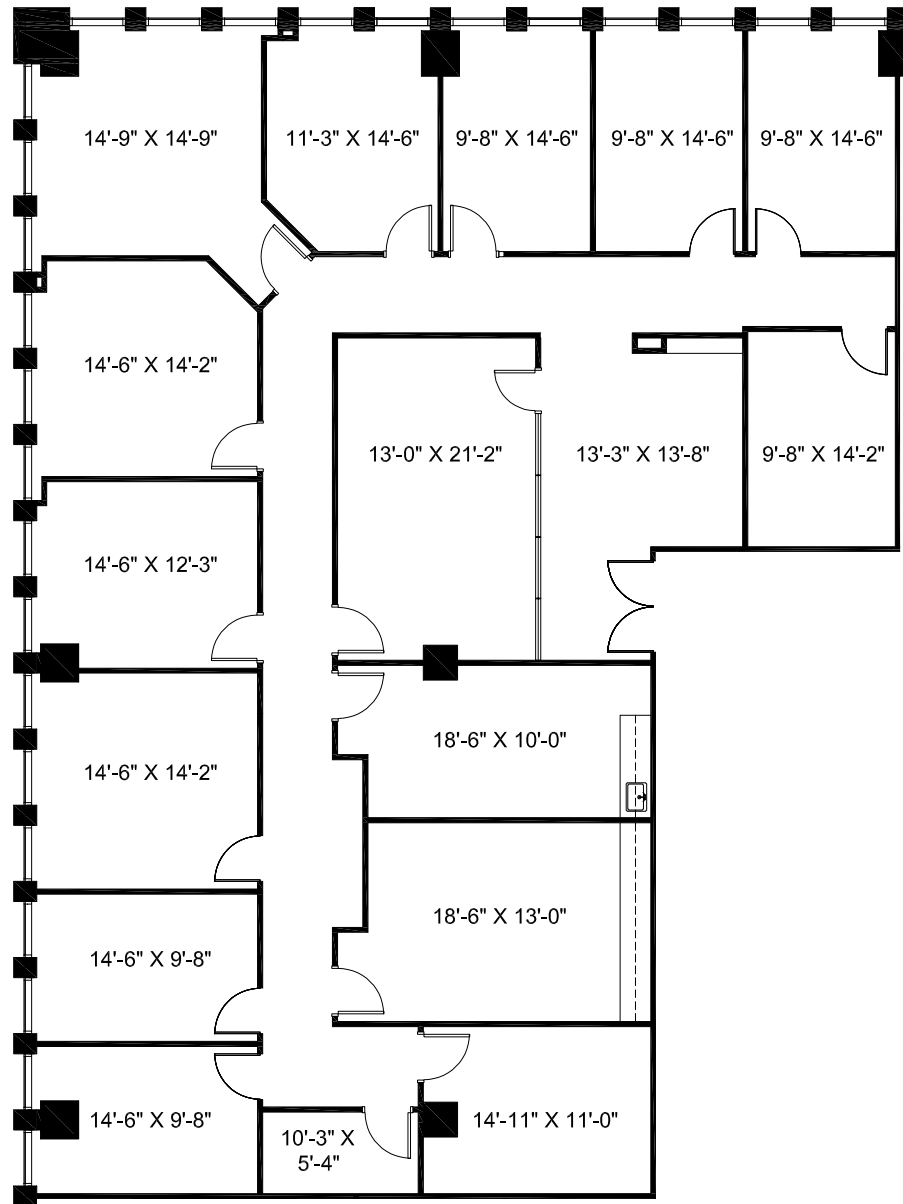 14'-9" X 14'-9"
11'-3" X 14'-6"
9'-8" X 14'-6"
9'-8" X 14'-6"
9'-8" X 14'-6"
14'-6" X 14'-2"
13'-0" X 21'-2"
13'-3" X 13'-8"
9'-8" X 14'-2"
14'-6" X 12'-3"
18'-6" X 10'-0"
14'-6" X 14'-2"
18'-6" X 13'-0"
14'-6" X 9'-8"
14'-6" X 9'-8"
10'-3" X
5'-4"
14'-11" X 11'-0"